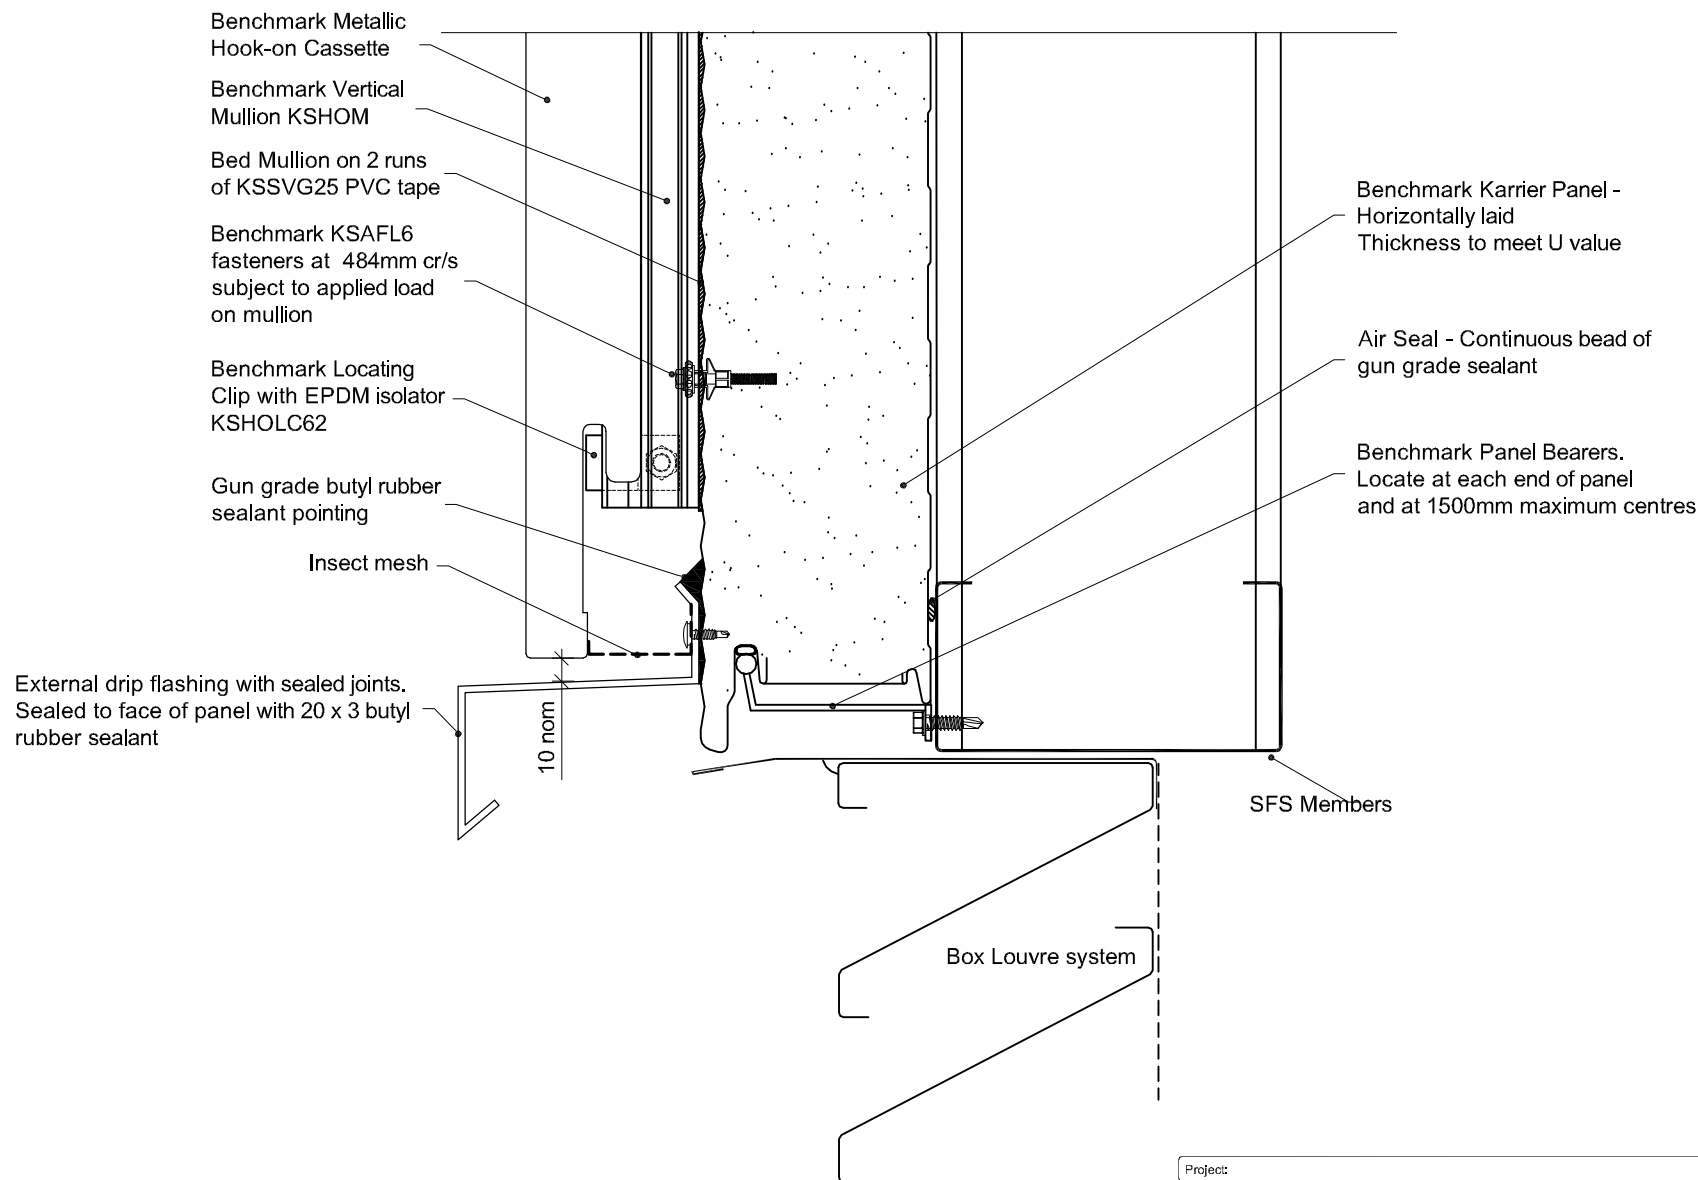 Benchmark Metallic
Hook-on Cassette
Benchmark Vertical
Mullion KSHOM
Bed Mullion on 2 runs
of KSSVG25 PVC tape
Benchmark KSAFL6
fasteners at 484mm cr/s
subject to applied load
on mullion
Benchmark Locating
Clip with EPDM isolator
KSHOLC62
Gun grade butyl rubber
sealant pointing
Insect mesh
External drip flashing with sealed joints.
Sealed to face of panel with 20 x 3 butyl
rubber sealant
10 nom
Benchmark Karrier Panel -
Horizontally laid
Thickness to meet U value
Air Seal - Continuous bead of
gun grade sealant
Benchmark Panel Bearers.
Locate at each end of panel
and at 1500mm maximum centres
SFS Members
Box Louvre system
Project: